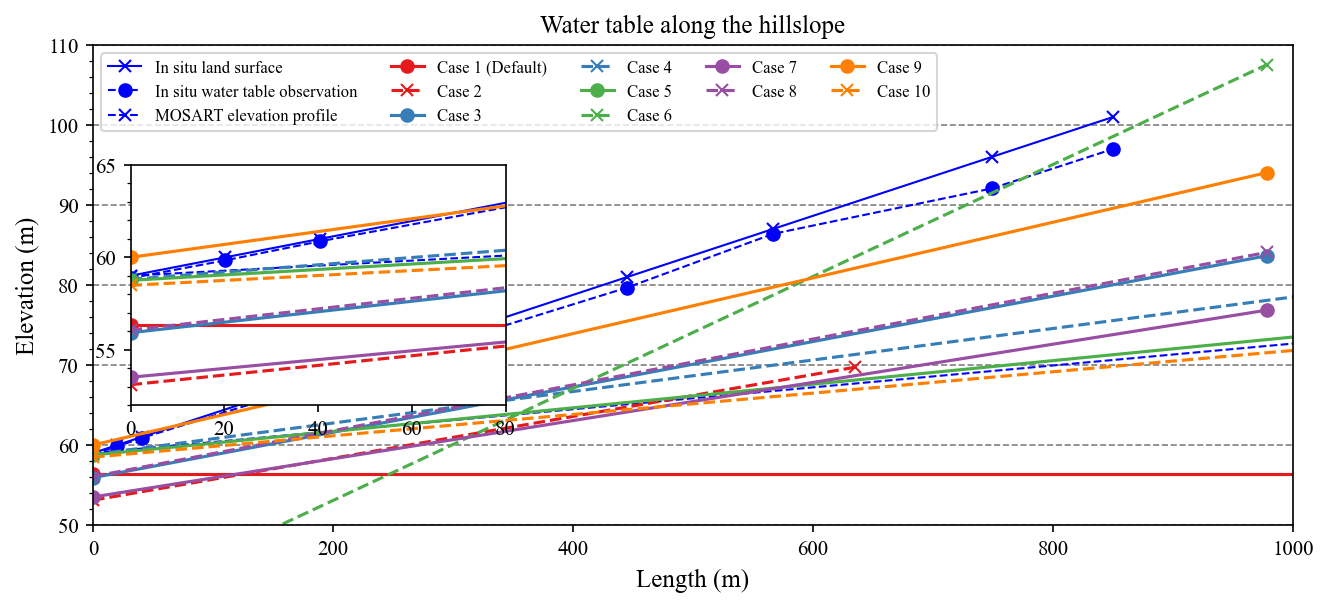 Water table along the hillslope
In situ land surface
In situ water table observation
MOSART elevation profile
Case 1 (Default)
Case 2
Case 3
Case 4
Case 5
Case 6
Case 7
Case 8
Case 9
Case 10
Elevation (m)
110
100
90
80
70
60
50
65
60
55
0 20 40 60 80
0 200 400 600 800 1000
Length (m)